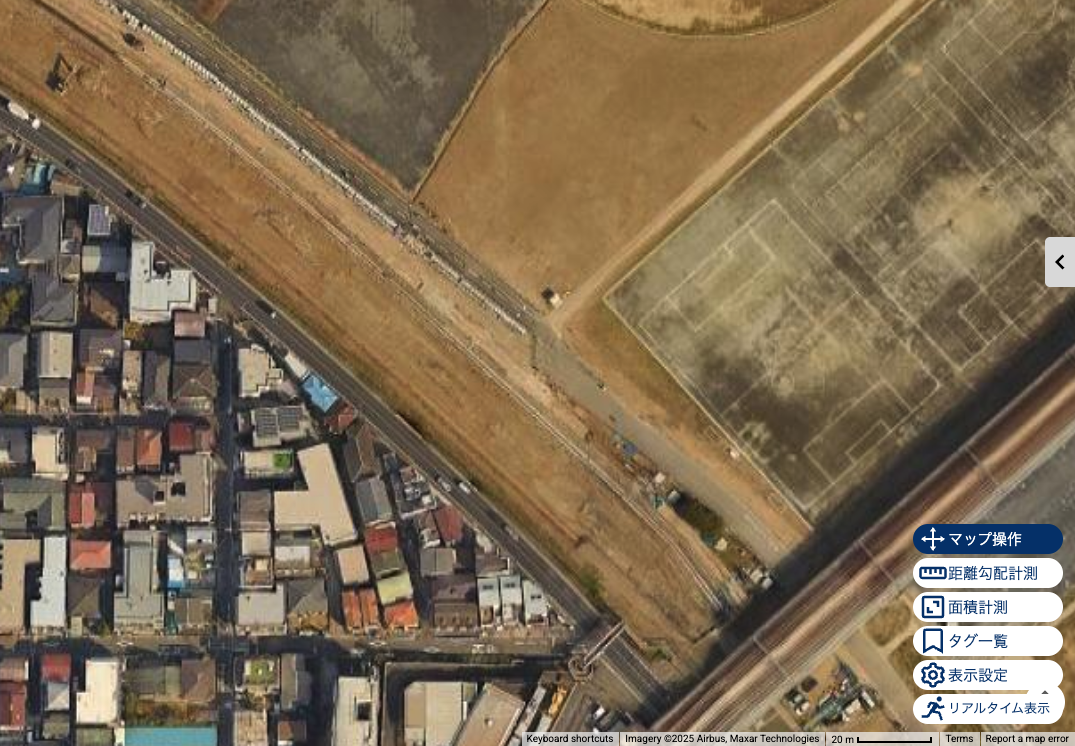 マップ操作
距離勾配計測
面積計測
タグ一覧
表示設定
リアルタイム表示
Keyboard shortcuts
Imagery ©2025 Airbus, Maxar Technologies
20 m
Terms
Report a map error